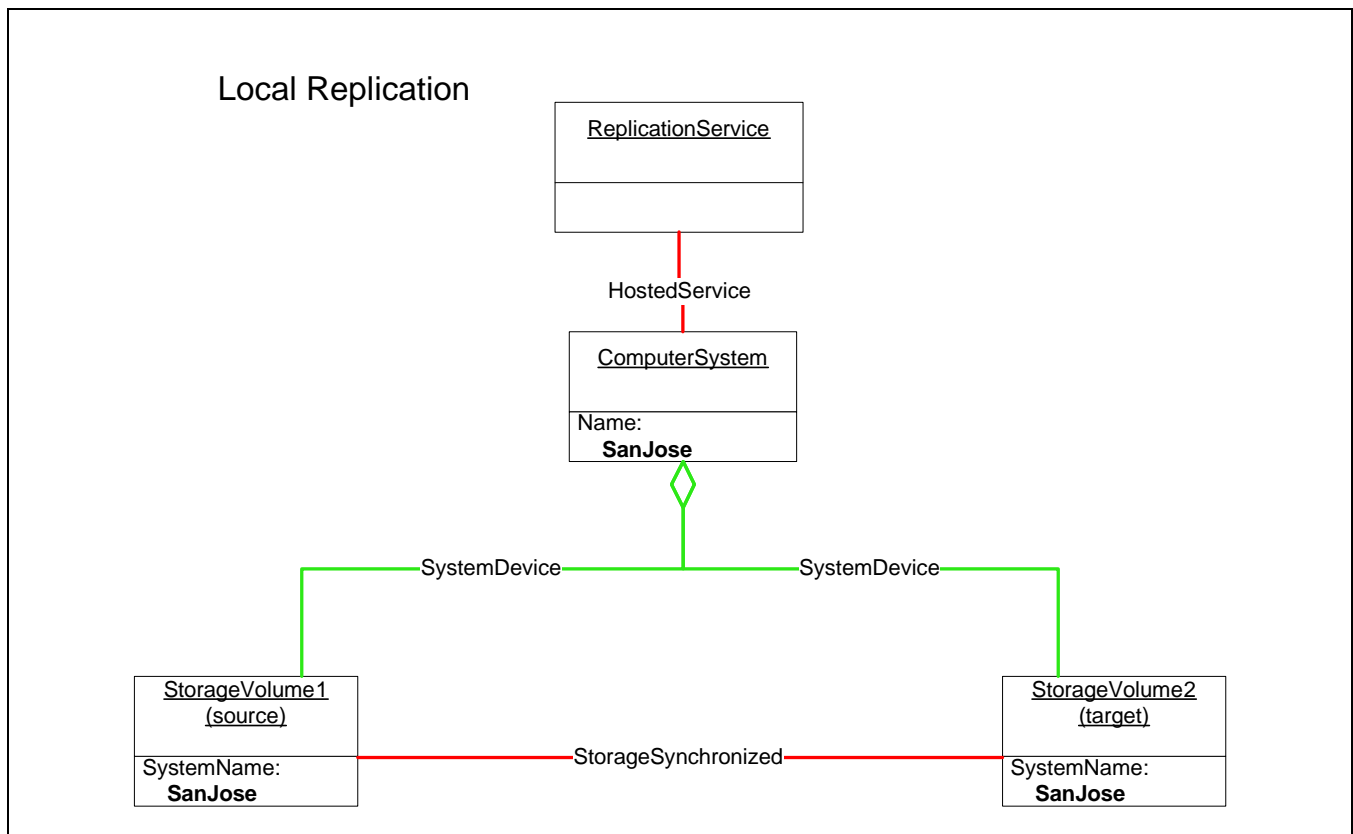 Local Replication
ReplicationService
HostedService
ComputerSystem
Name:
SanJose
SystemDevice
SystemDevice
StorageVolume1
(source)
SystemName:
SanJose
StorageSynchronized
StorageVolume2
(target)
SystemName:
SanJose